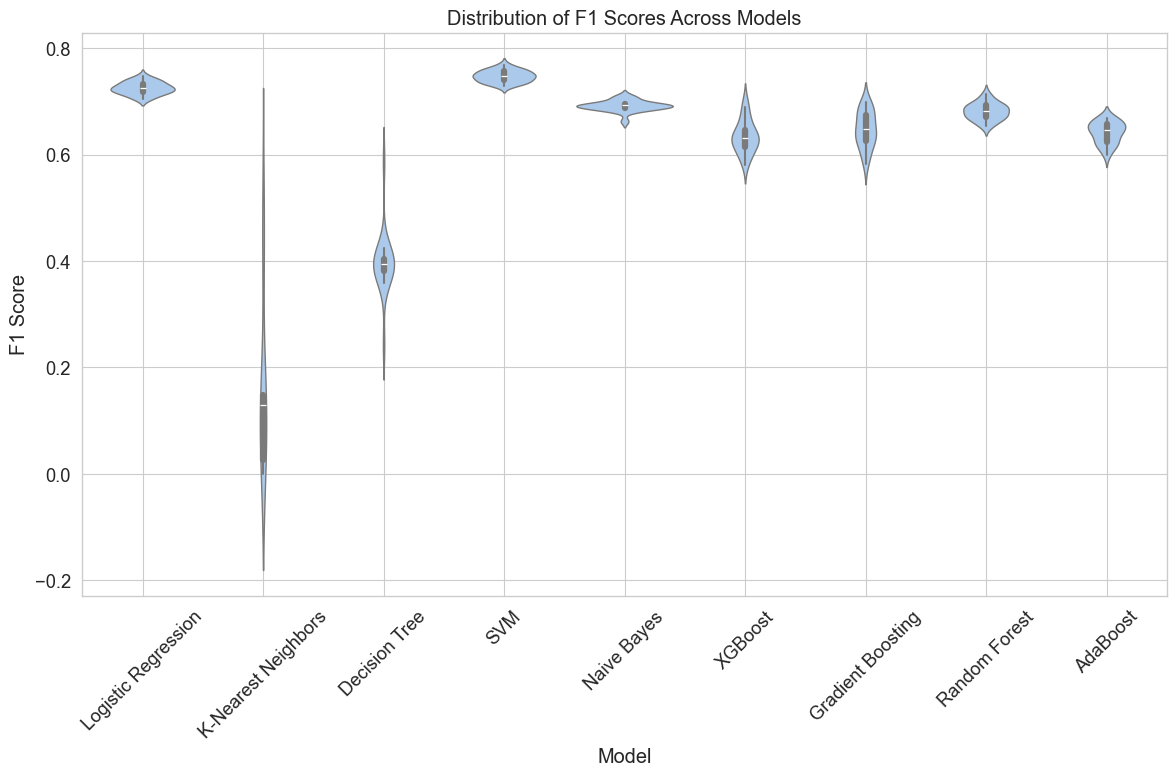 Distribution of F1 Scores Across Models
F1 Score
0.8
0.6
0.4
0.2
0.0
−0.2
Logistic Regression
K-Nearest Neighbors
Decision Tree
SVM
Naive Bayes
XGBoost
Gradient Boosting
Random Forest
AdaBoost
Model